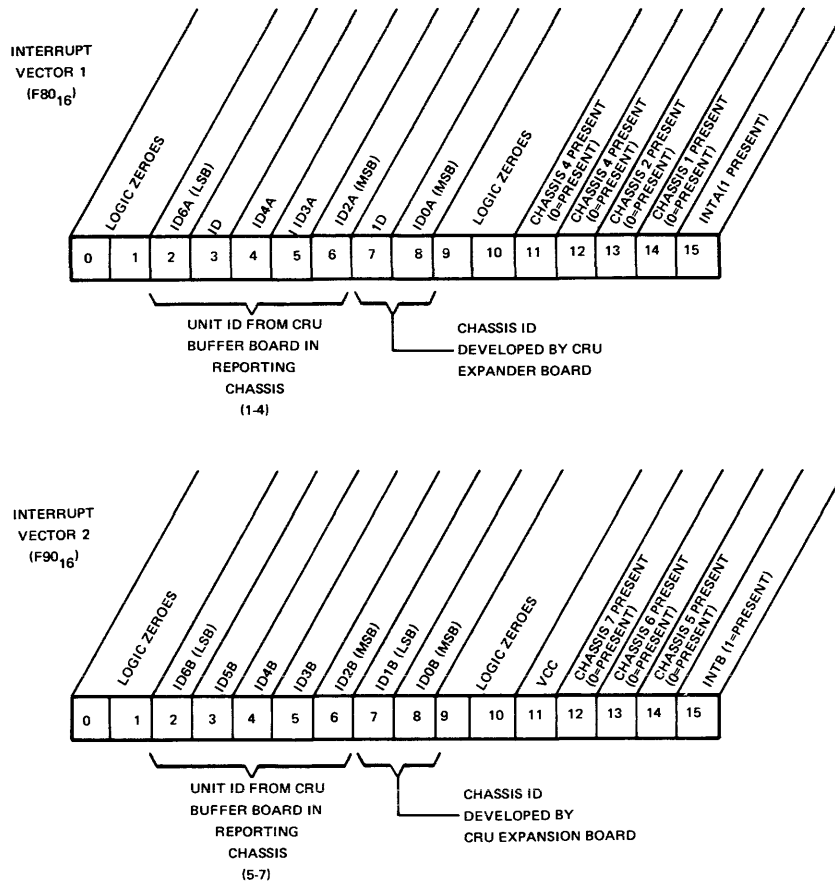 INTERRUPT
VECTOR 1
(F80₁₆)
LOGIC ZEROES
ID6A (LSB)
ID
ID4A
I ID3A
ID2A (MSB)
1D
ID0A (MSB)
LOGIC ZEROES
CHASSIS 4 PRESENT
(0=PRESENT)
CHASSIS 4 PRESENT
(0=PRESENT)
CHASSIS 2 PRESENT
(0=PRESENT)
CHASSIS 1 PRESENT
(0=PRESENT)
INTA (1 PRESENT)
0 1 2 3 4 5 6 7 8 9 10 11 12 13 14 15
UNIT ID FROM CRU
BUFFER BOARD IN
REPORTING
CHASSIS
(1-4)
CHASSIS ID
DEVELOPED BY CRU
EXPANDER BOARD
INTERRUPT
VECTOR 2
(F90₁₆)
LOGIC ZEROES
ID6B (LSB)
ID5B
ID4B
ID3B
ID2B (MSB)
ID1B (LSB)
ID0B (MSB)
LOGIC ZEROES
VCC
CHASSIS 7 PRESENT
(0=PRESENT)
CHASSIS 6 PRESENT
(0=PRESENT)
CHASSIS 5 PRESENT
(0=PRESENT)
INTB (1=PRESENT)
0 1 2 3 4 5 6 7 8 9 10 11 12 13 14 15
UNIT ID FROM CRU
BUFFER BOARD IN
REPORTING
CHASSIS
(5-7)
CHASSIS ID
DEVELOPED BY
CRU EXPANSION BOARD